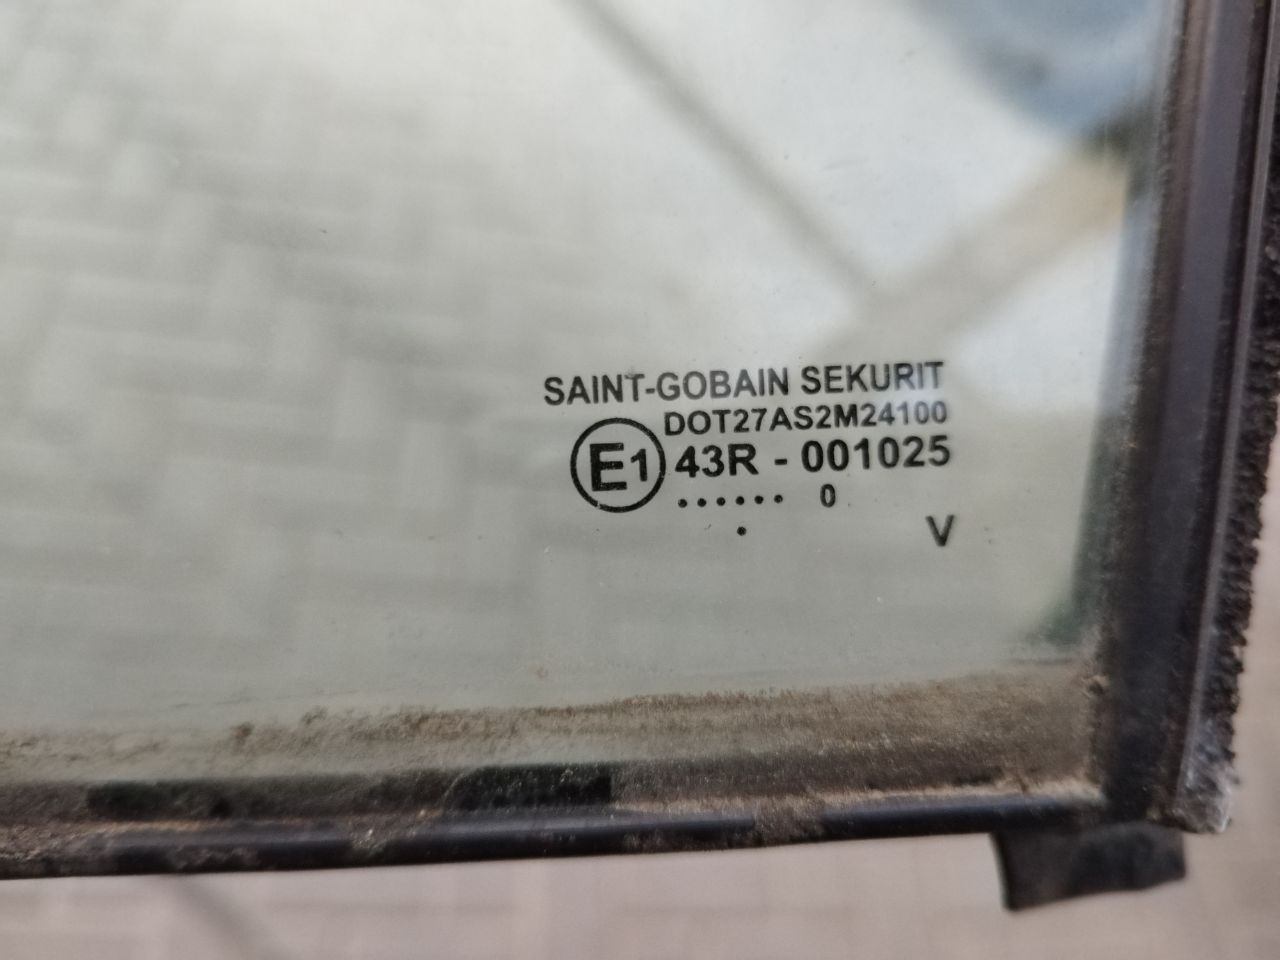 SAINT-GOBAIN SEKURIT
DOT27AS2M24100
E1 43R - 001025
...... 0
. V